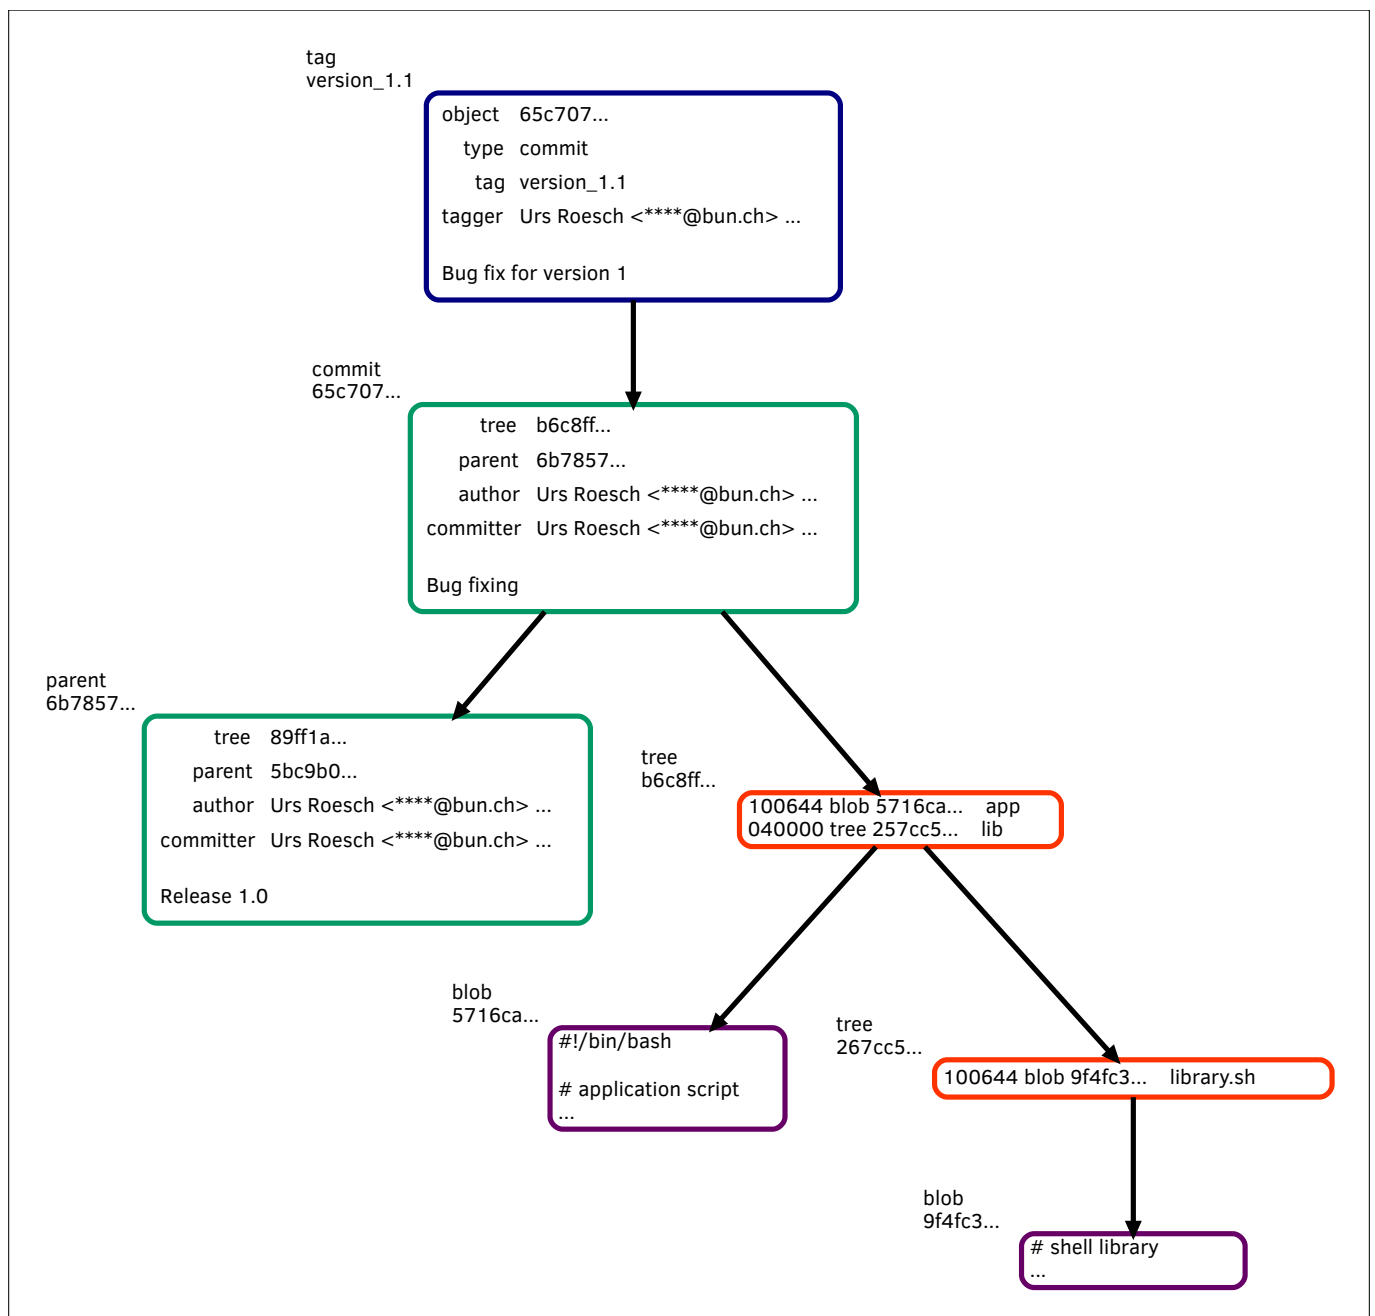 tag
version_1.1
object 65c707...
type commit
tag version_1.1
tagger Urs Roesch <****@bun.ch> ...
Bug fix for version 1
commit
65c707...
tree b6c8ff...
parent 6b7857...
author Urs Roesch <****@bun.ch> ...
committer Urs Roesch <****@bun.ch> ...
Bug fixing
parent
6b7857...
tree 89ff1a...
parent 5bc9b0...
author Urs Roesch <****@bun.ch> ...
committer Urs Roesch <****@bun.ch> ...
Release 1.0
tree
b6c8ff...
100644 blob 5716ca... app
040000 tree 257cc5... lib
blob
5716ca...
#!/bin/bash
# application script
...
tree
267cc5...
100644 blob 9f4fc3... library.sh
blob
9f4fc3...
# shell library
...